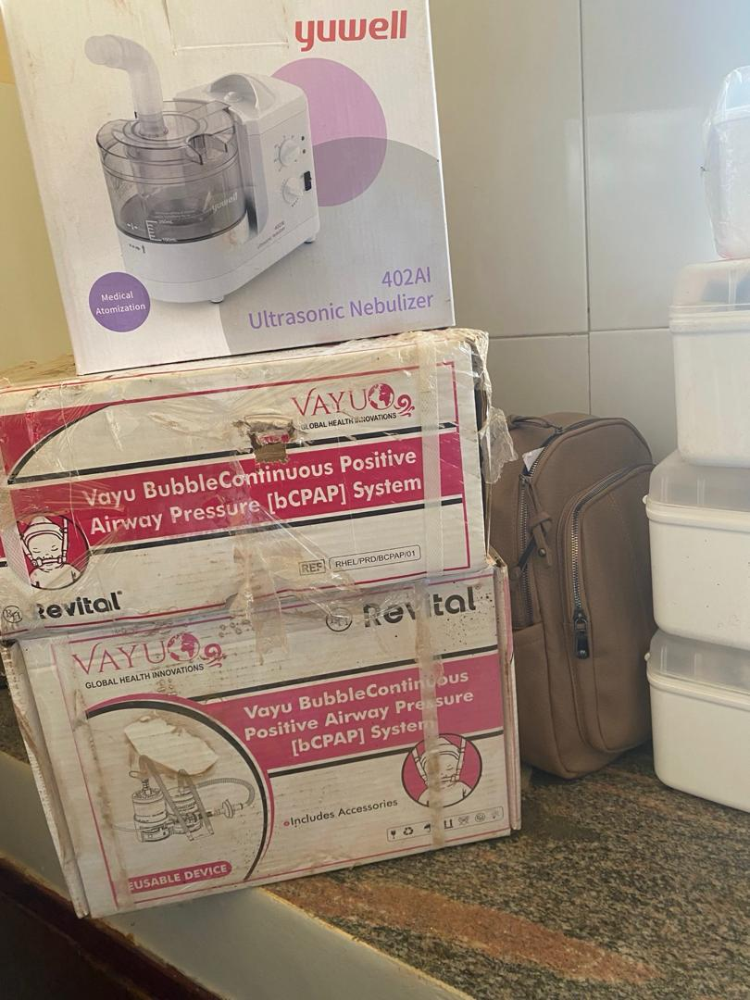 yuwell
yuwell
402AI
Ultrasonic Nebulizer
Medical
Atomization
VAYU
GLOBAL HEALTH INNOVATIONS
Vayu BubbleContinuous Positive
Airway Pressure [bCPAP] System
REF RHEL/PRD/BCPAP/01
Revital
Revital
VAYU
GLOBAL HEALTH INNOVATIONS
Vayu BubbleContinuous
Positive Airway Pressure
[bCPAP] System
Includes Accessories
EUSABLE DEVICE